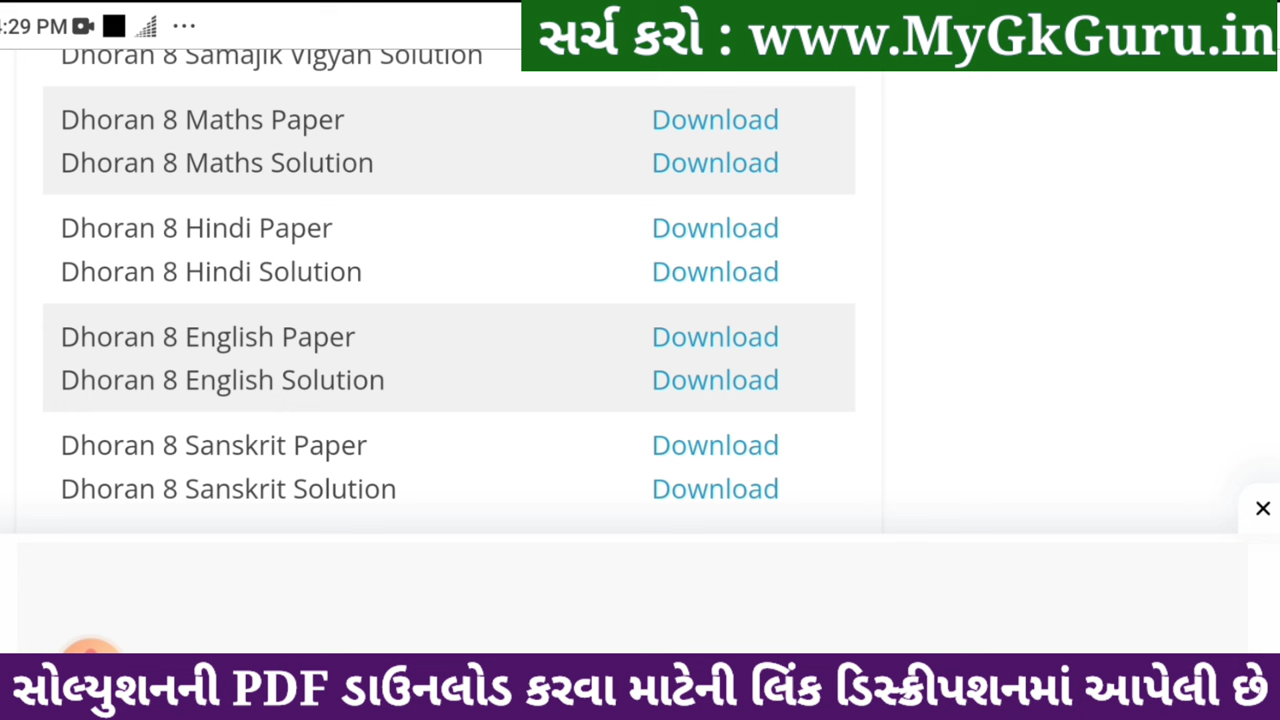 :29 PM
સર્ચ કરો : www.MyGkGuru.in
Dhoran 8 Samajik Vigyan Solution
Dhoran 8 Maths Paper Download
Dhoran 8 Maths Solution Download
Dhoran 8 Hindi Paper Download
Dhoran 8 Hindi Solution Download
Dhoran 8 English Paper Download
Dhoran 8 English Solution Download
Dhoran 8 Sanskrit Paper Download
Dhoran 8 Sanskrit Solution Download
સોલ્યુશનની PDF ડાઉનલોડ કરવા માટેની લિંક ડિસ્ક્રીપશનમાં આપેલી છે